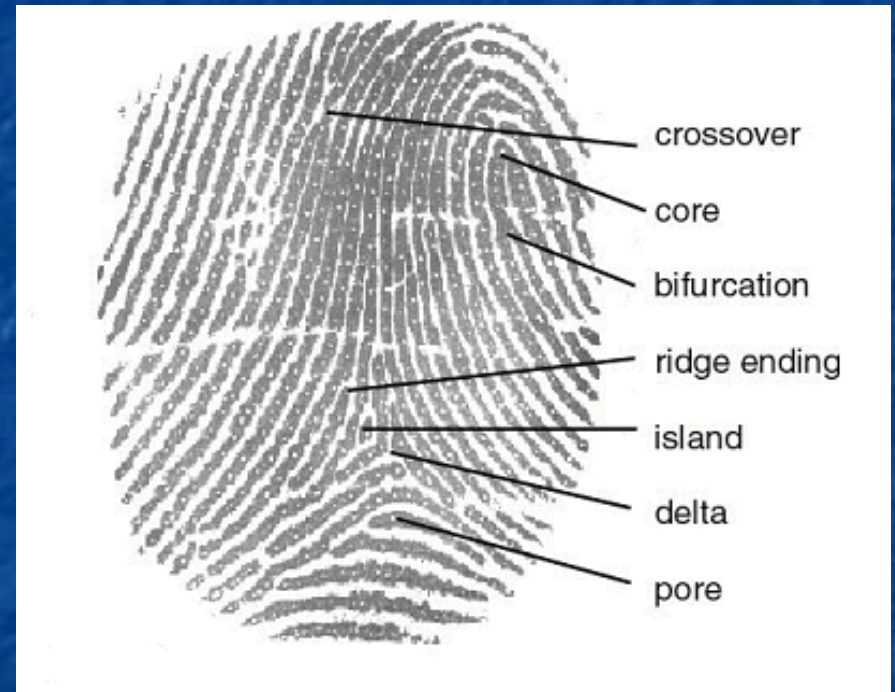 crossover
core
bifurcation
ridge ending
island
delta
pore